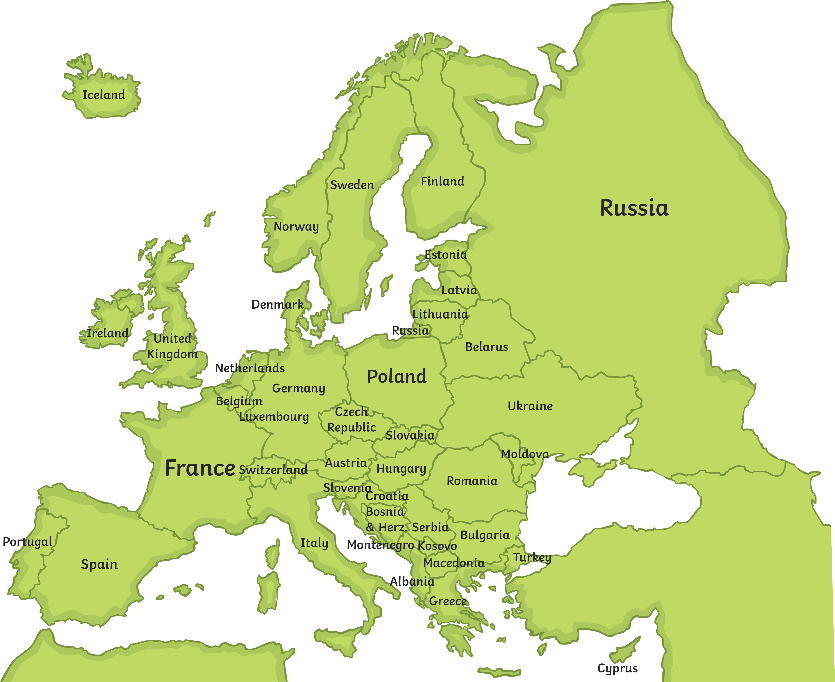 Iceland
Russia
Sweden
Finland
Norway
Estonia
Latvia
Denmark
Lithuania
Russia
Ireland
United
Kingdom
Belarus
Netherlands
Poland
Germany
Belgium
Ukraine
Luxembourg
Czech
Republic
Slovakia
Moldova
France
Switzerland
Austria
Hungary
Romania
Slovenia
Croatia
Bosnia
& Herz.
Serbia
Bulgaria
Portugal
Italy
Montenegro
Kosovo
Turkey
Spain
Macedonia
Albania
Greece
Cyprus